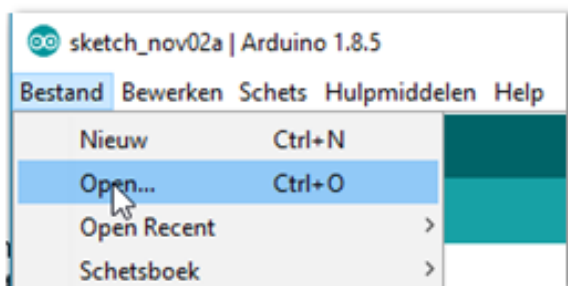 sketch_nov02a | Arduino 1.8.5
Bestand Bewerken Schets Hulpmiddelen Help
Nieuw Ctrl+N
Open... Ctrl+O
Open Recent >
Schetsboek >